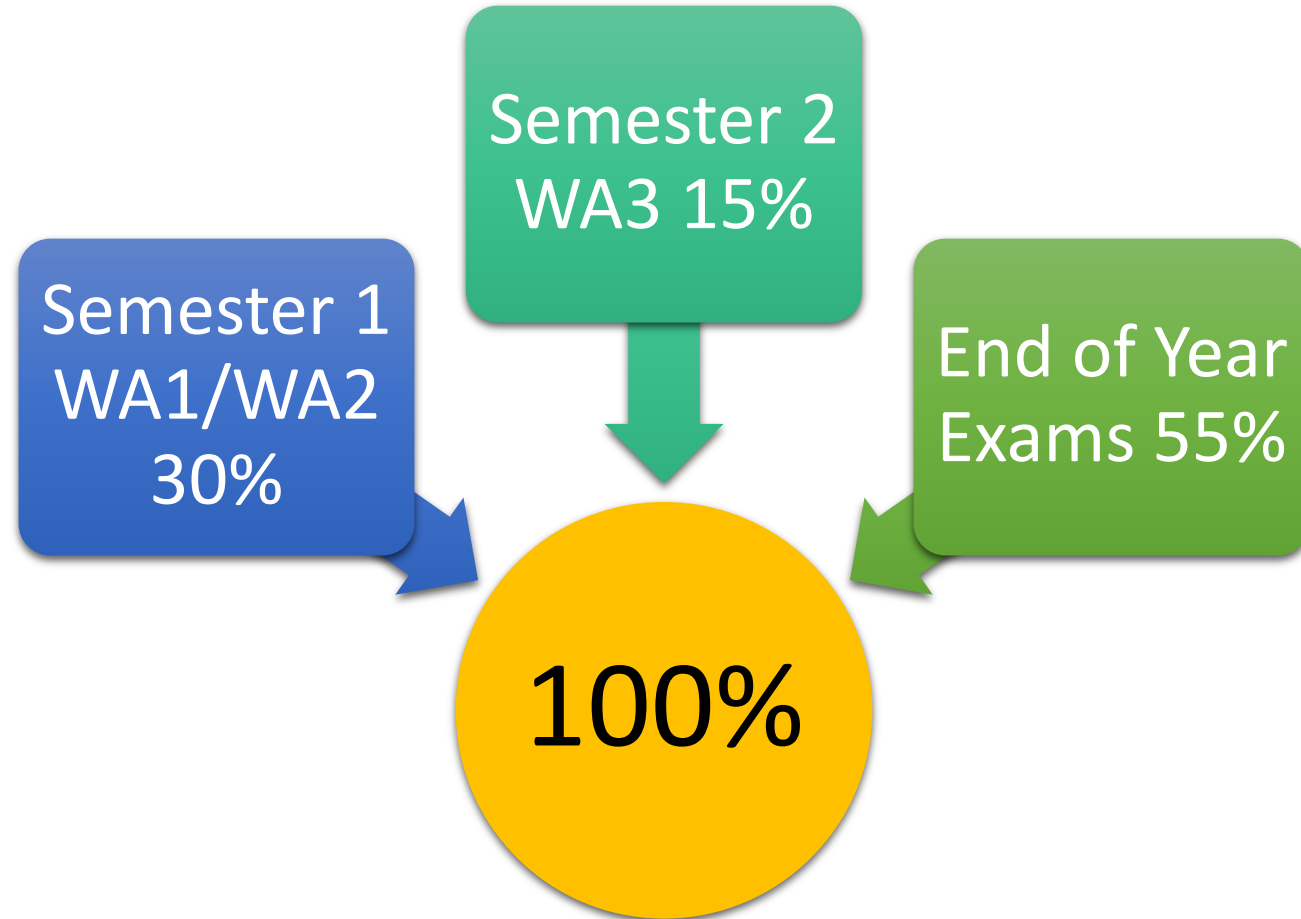 Semester 1
WA1/WA2
30%
Semester 2
WA3 15%
End of Year
Exams 55%
100%